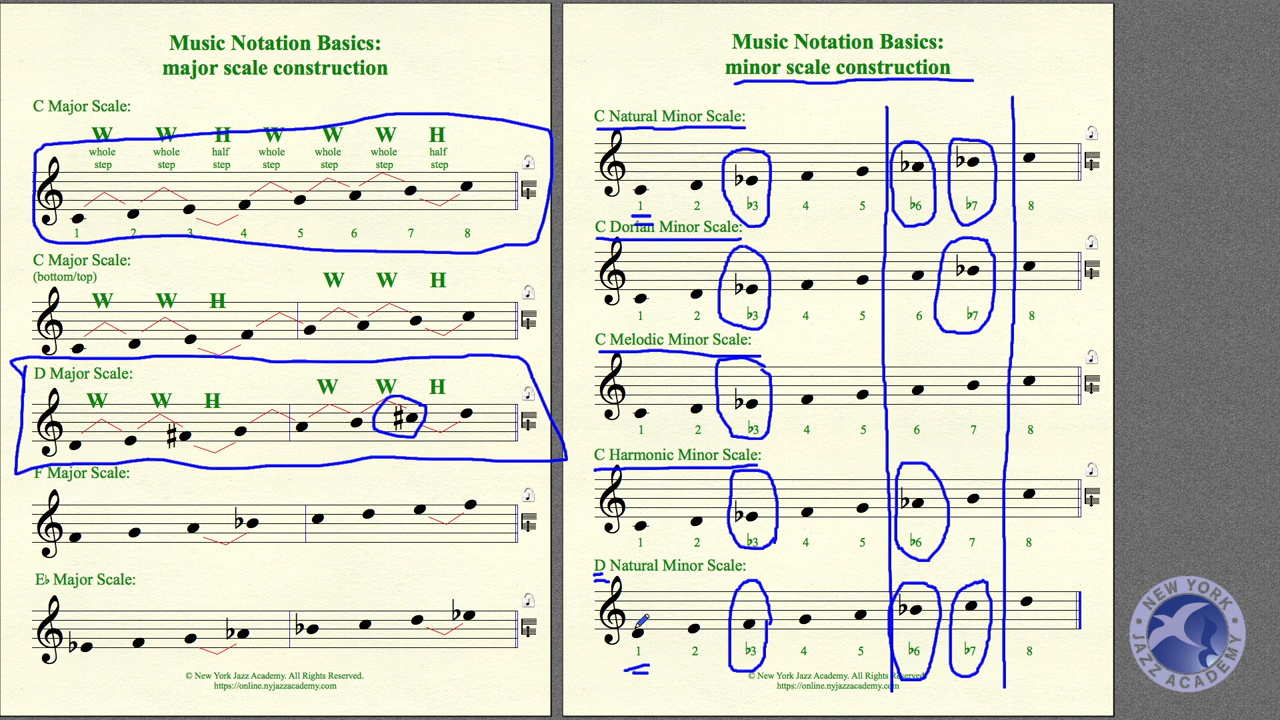 Music Notation Basics:
major scale construction
C Major Scale:
W W H W W W H
whole step whole step half step whole step whole step whole step half step
1 2 3 4 5 6 7 8
C Major Scale:
(bottom/top)
W W H W W H
D Major Scale:
W W H W W H
F Major Scale:
E♭ Major Scale:
© New York Jazz Academy. All Rights Reserved.
https://online.nyjazzacademy.com
Music Notation Basics:
minor scale construction
C Natural Minor Scale:
1 2 ♭3 4 5 ♭6 ♭7 8
C Dorian Minor Scale:
1 2 ♭3 4 5 6 ♭7 8
C Melodic Minor Scale:
1 2 ♭3 4 5 6 7 8
C Harmonic Minor Scale:
1 2 ♭3 4 5 ♭6 7 8
D Natural Minor Scale:
1 2 ♭3 4 5 ♭6 ♭7 8
© New York Jazz Academy. All Rights Reserved.
https://online.nyjazzacademy.com
NEW YORK
JAZZ ACADEMY